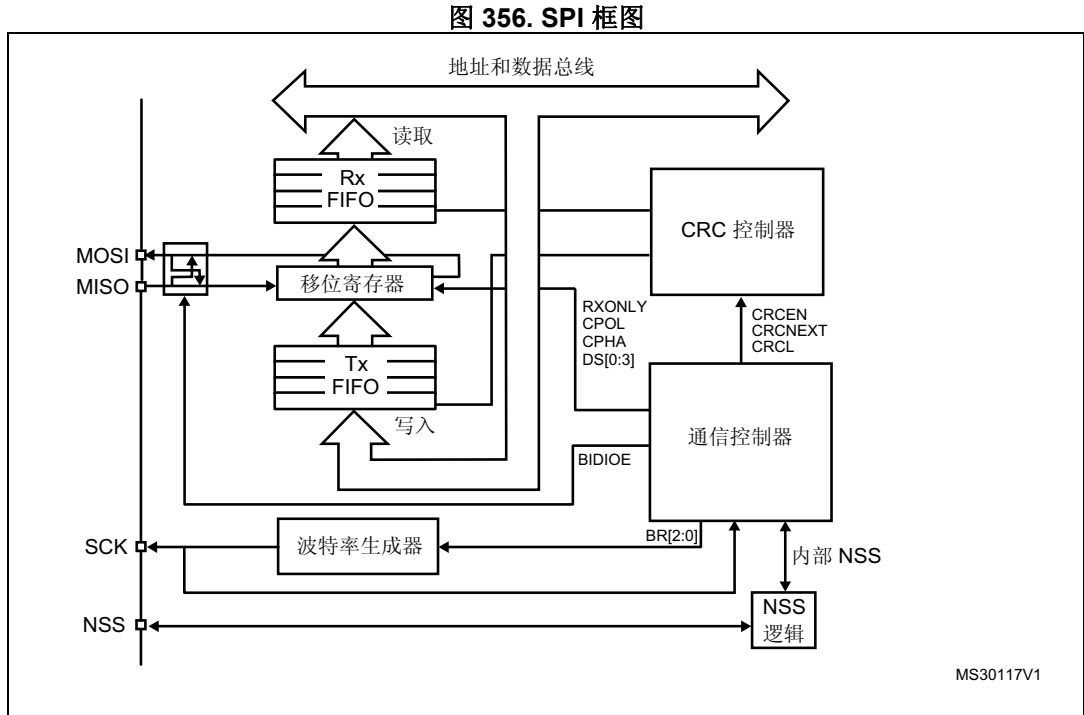 图 356. SPI 框图
地址和数据总线
读取
Rx
FIFO
CRC 控制器
MOSI
MISO
移位寄存器
RXONLY
CPOL
CPHA
DS[0:3]
CRCEN
CRCNEXT
CRCL
Tx
FIFO
写入
通信控制器
BIDIOE
BR[2:0]
SCK
波特率生成器
内部 NSS
NSS
NSS
逻辑
MS30117V1